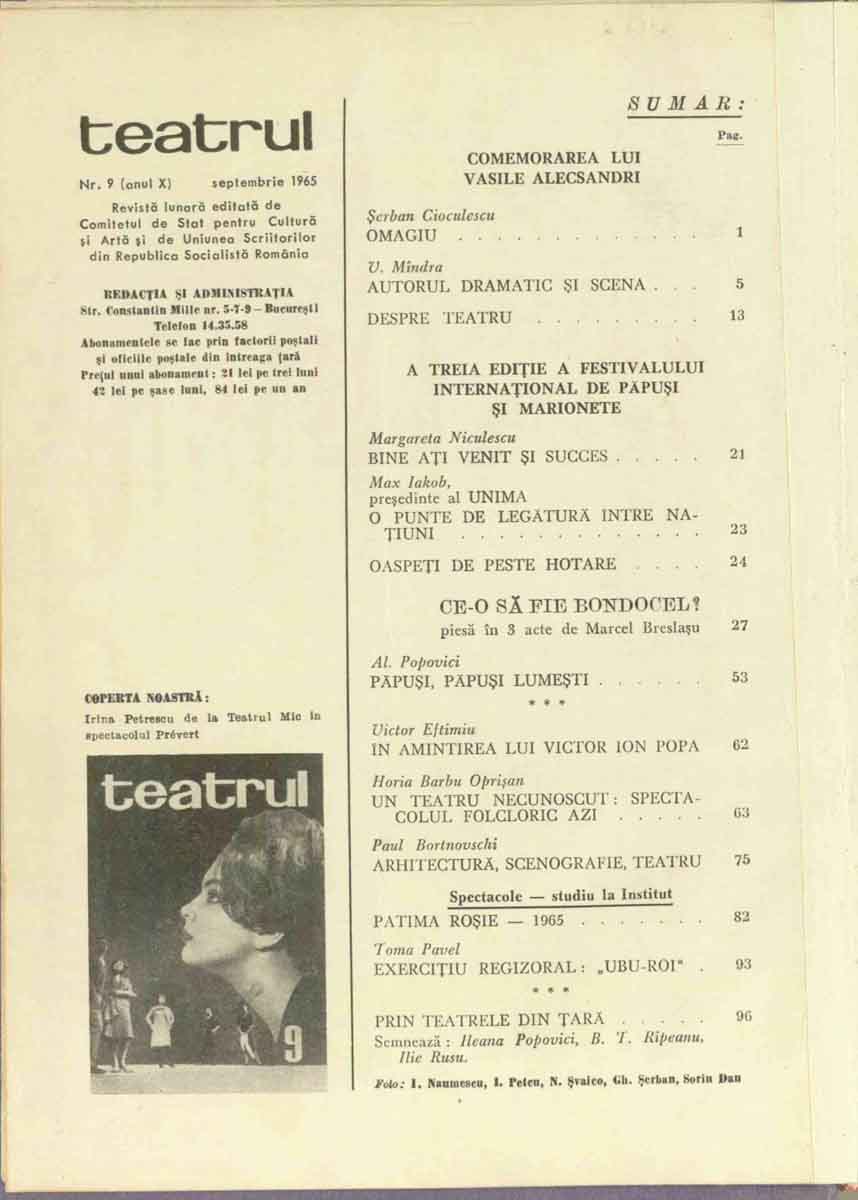 teatrul
Nr. 9 (anul X) septembrie 1965
Revistă lunară editată de
Comitetul de Stat pentru Cultură
și Artă și de Uniunea Scriitorilor
din Republica Socialistă România
REDACȚIA ȘI ADMINISTRAȚIA
Str. Constantin Mille nr. 5-7-9 — București
Telefon 14.35.58
Abonamentele se fac prin factorii poștali
și oficiile poștale din întreaga țară
Prețul unui abonament : 21 lei pe trei luni
42 lei pe șase luni, 84 lei pe un an
COPERTA NOASTRĂ :
Irina Petrescu de la Teatrul Mic în
spectacolul Prévert
teatrul
9
SUMAR :
Pag.
COMEMORAREA LUI
VASILE ALECSANDRI
Șerban Cioculescu
OMAGIU . . . . . . . . . . . . . 1
V. Mîndra
AUTORUL DRAMATIC ȘI SCENA . . . 5
DESPRE TEATRU . . . . . . . . . 13
A TREIA EDIȚIE A FESTIVALULUI
INTERNAȚIONAL DE PĂPUȘI
ȘI MARIONETE
Margareta Niculescu
BINE AȚI VENIT ȘI SUCCES . . . . . 21
Max Iakob,
președinte al UNIMA
O PUNTE DE LEGĂTURĂ INTRE NA-
ȚIUNI . . . . . . . . . . . . . 23
OASPEȚI DE PESTE HOTARE . . . . 24
CE-O SĂ FIE BONDOCEL?
piesă în 3 acte de Marcel Breslașu 27
Al. Popovici
PĂPUȘI, PĂPUȘI LUMEȘTI . . . . . . 53
* * *
Victor Eftimiu
ÎN AMINTIREA LUI VICTOR ION POPA 62
Horia Barbu Oprișan
UN TEATRU NECUNOSCUT : SPECTA-
COLUL FOLCLORIC AZI . . . . . 63
Paul Bortnovschi
ARHITECTURĂ, SCENOGRAFIE, TEATRU 75
Spectacole — studiu la Institut
PATIMA ROȘIE — 1965 . . . . . . . 82
Toma Pavel
EXERCIȚIU REGIZORAL : „UBU-ROI" . 93
* * *
PRIN TEATRELE DIN ȚARĂ . . . . . 96
Semnează : Ileana Popovici, B. T. Rîpeanu,
Ilie Rusu.
Foto : I. Naumescu, I. Petcu, N. Șvaico, Gh. Șerban, Sorin Dan